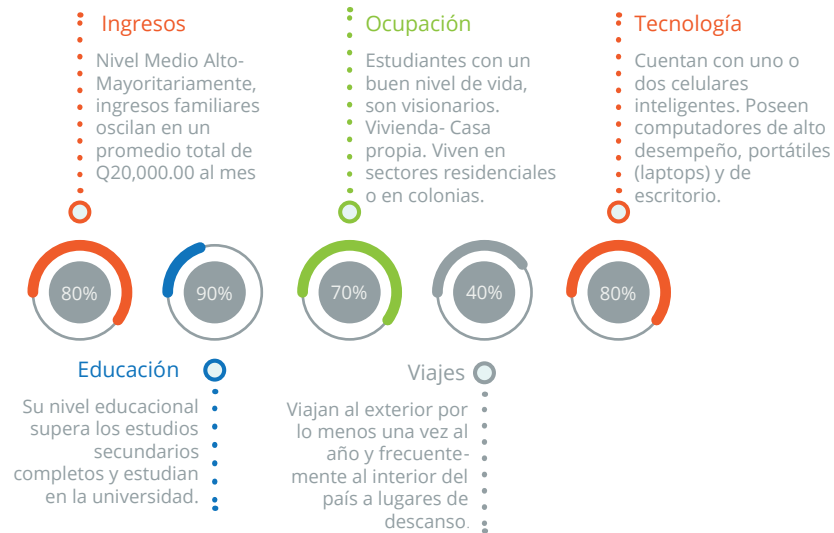 Ingresos
Nivel Medio Alto-
Mayoritariamente,
ingresos familiares
oscilan en un
promedio total de
Q20,000.00 al mes
Ocupación
Estudiantes con un
buen nivel de vida,
son visionarios.
Vivienda- Casa
propia. Viven en
sectores residenciales
o en colonias.
Tecnología
Cuentan con uno o
dos celulares
inteligentes. Poseen
computadores de alto
desempeño, portátiles
(laptops) y de
escritorio.
80%
90%
70%
40%
80%
Educación
Su nivel educacional
supera los estudios
secundarios
completos y estudian
en la universidad.
Viajes
Viajan al exterior por
lo menos una vez al
año y frecuente-
mente al interior del
país a lugares de
descanso.